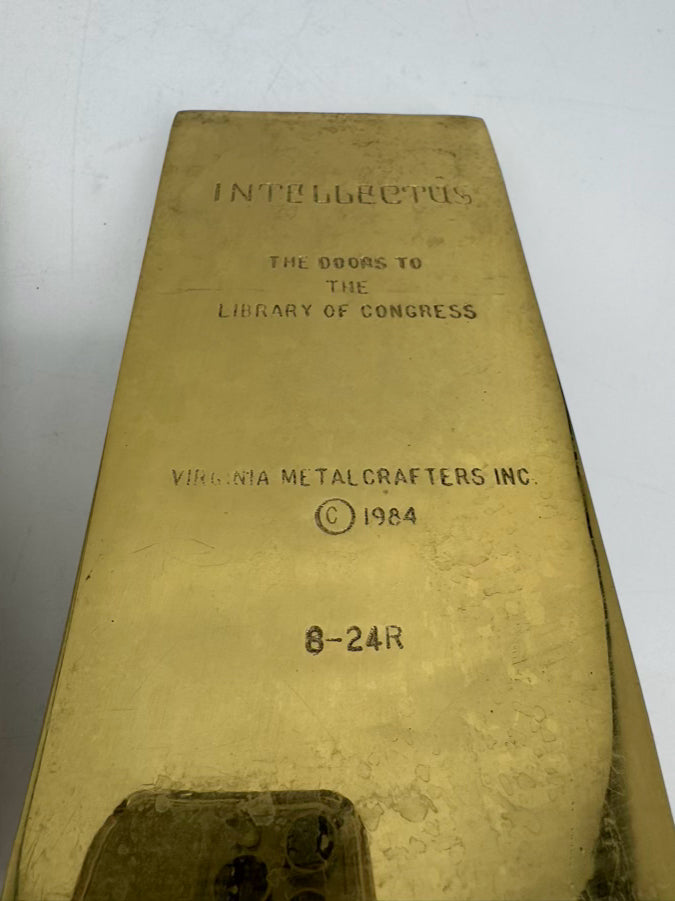 INTELLECTUS
THE DOORS TO
THE
LIBRARY OF CONGRESS
VIRGINIA METALCRAFTERS INC.
© 1984
8-24R